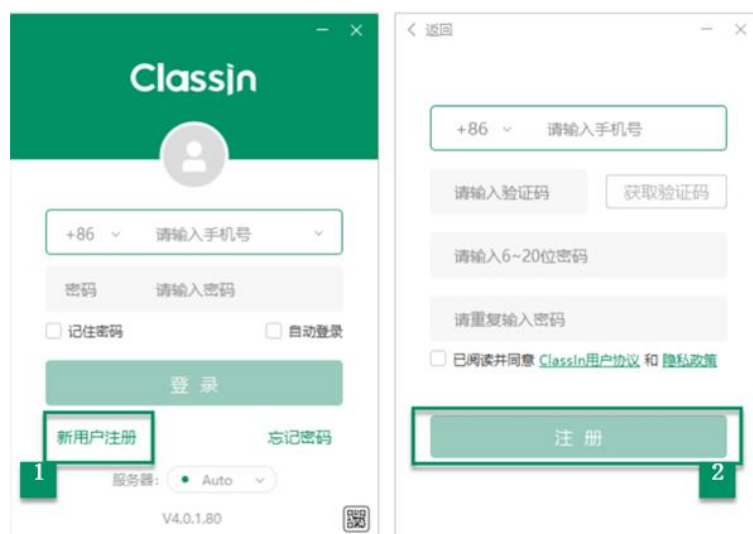 ClassIn
+86 请输入手机号
密码 请输入密码
记住密码 自动登录
登 录
新用户注册 忘记密码
1
服务器: Auto
V4.0.1.80
返回
+86 请输入手机号
请输入验证码 获取验证码
请输入6~20位密码
请重复输入密码
已阅读并同意 ClassIn用户协议 和 隐私政策
注 册
2